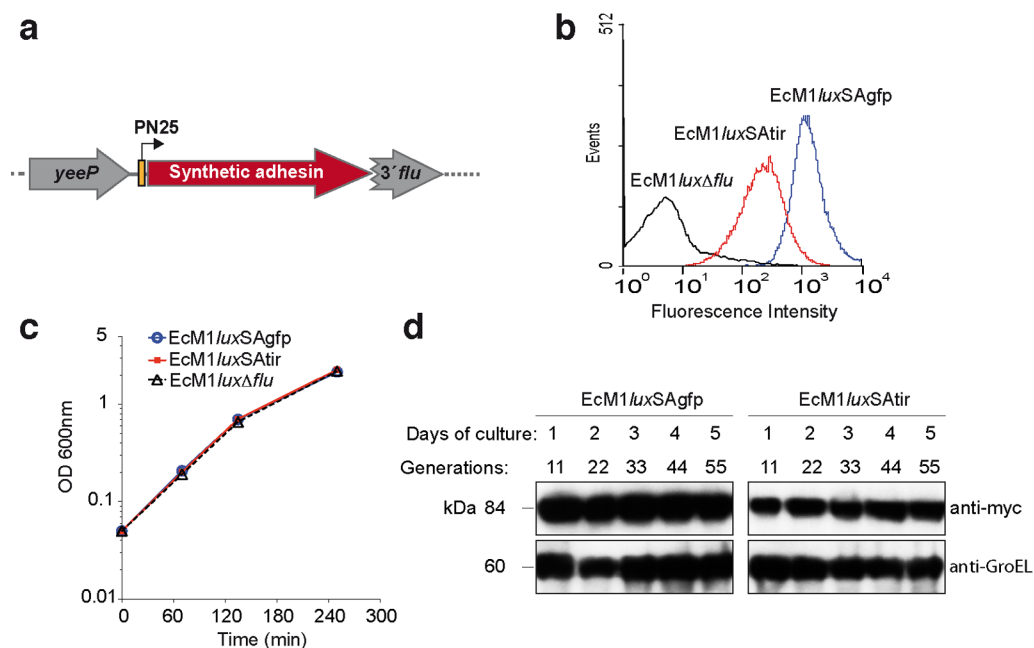 a
PN25
yeeP
Synthetic adhesin
3´flu
b
512
Events
0
EcM1luxΔflu
EcM1luxSAtir
EcM1luxSAgfp
10⁰ 10¹ 10² 10³ 10⁴
Fluorescence Intensity
c
EcM1luxSAgfp
EcM1luxSAtir
EcM1luxΔflu
OD 600nm
5
1
0.1
0.01
0 60 120 180 240 300
Time (min)
d
EcM1luxSAgfp EcM1luxSAtir
Days of culture: 1 2 3 4 5 1 2 3 4 5
Generations: 11 22 33 44 55 11 22 33 44 55
kDa 84 anti-myc
60 anti-GroEL